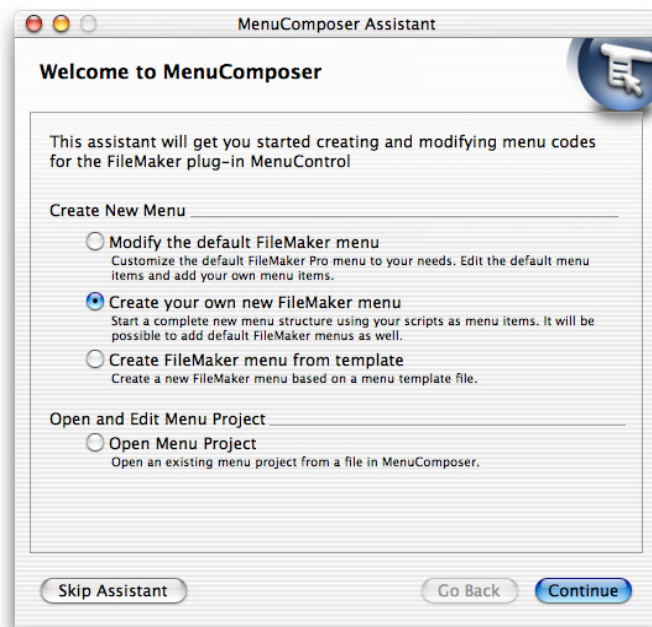 MenuComposer Assistant
Welcome to MenuComposer
This assistant will get you started creating and modifying menu codes
for the FileMaker plug-in MenuControl
Create New Menu
Modify the default FileMaker menu
Customize the default FileMaker Pro menu to your needs. Edit the default menu
items and add your own menu items.
Create your own new FileMaker menu
Start a complete new menu structure using your scripts as menu items. It will be
possible to add default FileMaker menus as well.
Create FileMaker menu from template
Create a new FileMaker menu based on a menu template file.
Open and Edit Menu Project
Open Menu Project
Open an existing menu project from a file in MenuComposer.
Skip Assistant
Go Back
Continue